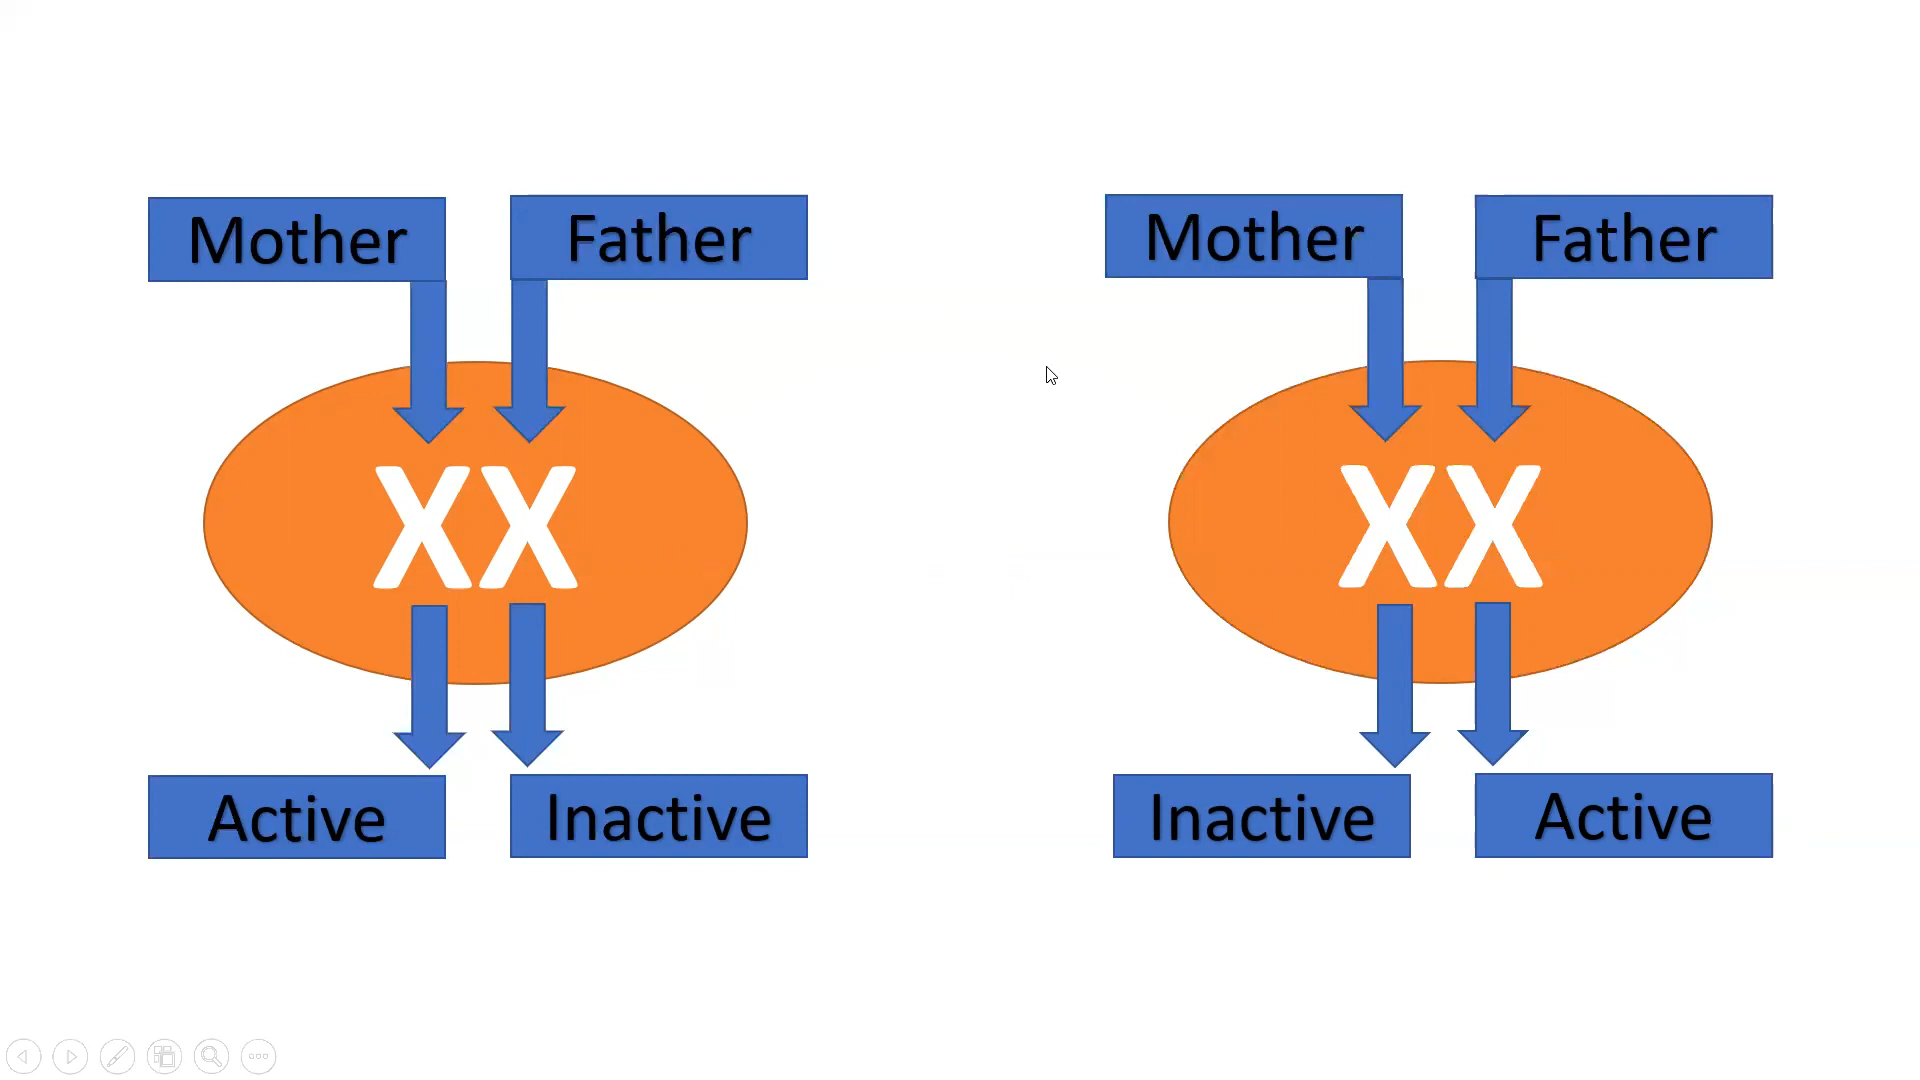 Mother Father
XX
Active Inactive
Mother Father
XX
Inactive Active